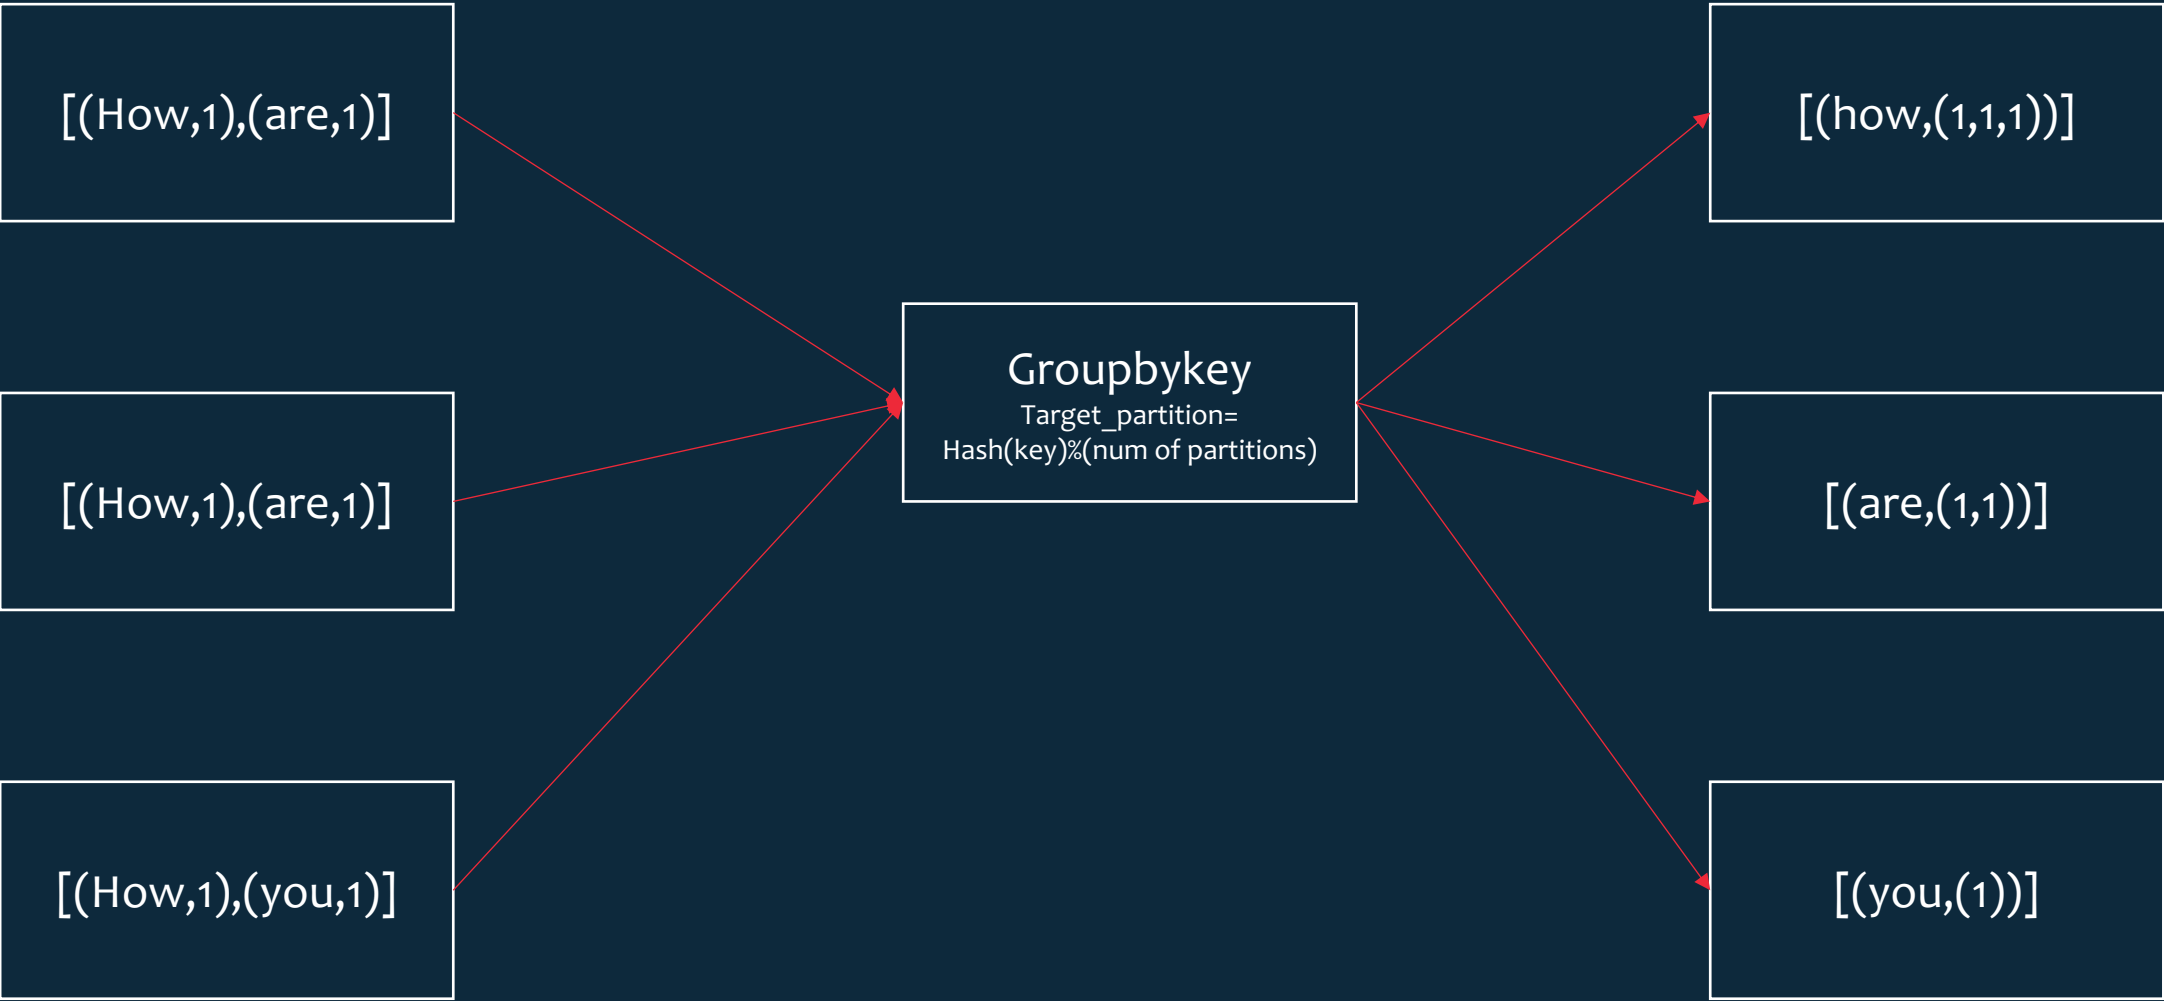 [(How,1),(are,1)]
[(How,1),(are,1)]
[(How,1),(you,1)]
Groupbykey
Target_partition=
Hash(key)%(num of partitions)
[(how,(1,1,1))]
[(are,(1,1))]
[(you,(1))]